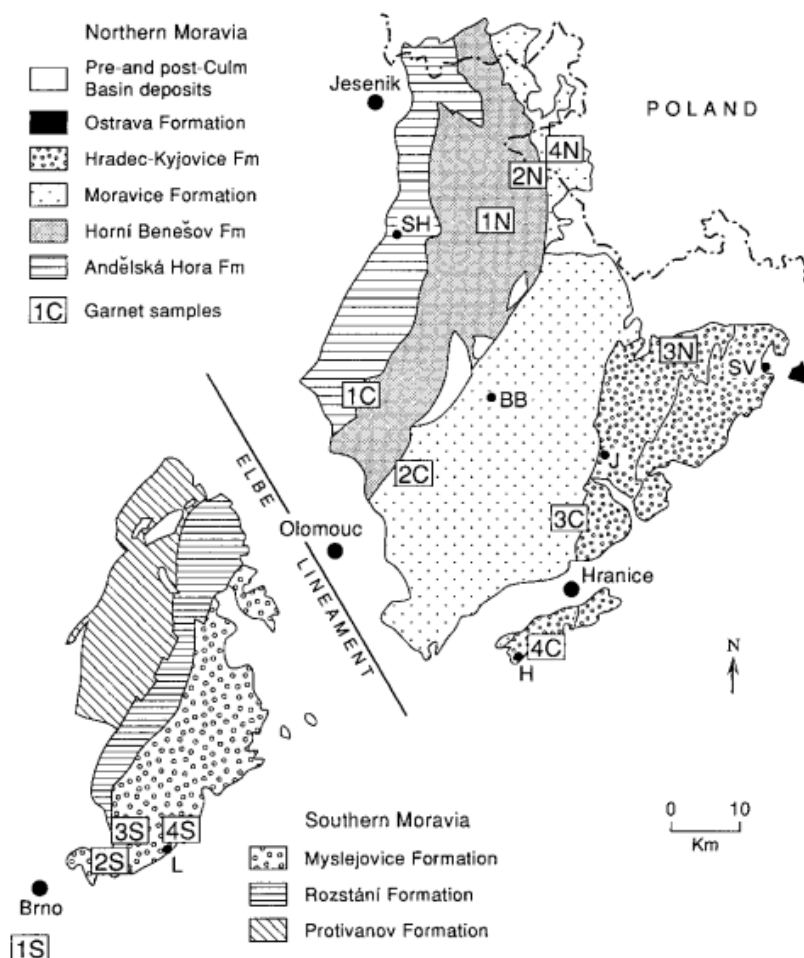 Northern Moravia
Pre-and post-Culm
Basin deposits
Ostrava Formation
Hradec-Kyjovice Fm
Moravice Formation
Horní Benešov Fm
Andělská Hora Fm
1C Garnet samples
Jesenik
POLAND
4N
2N
1N
SH
3N
SV
1C
BB
2C
J
ELBE
LINEAMENT
Olomouc
3C
Hranice
4C
H
N
0 10
Km
3S 4S
2S
L
Brno
1S
Southern Moravia
Myslejovice Formation
Rozstání Formation
Protivanov Formation